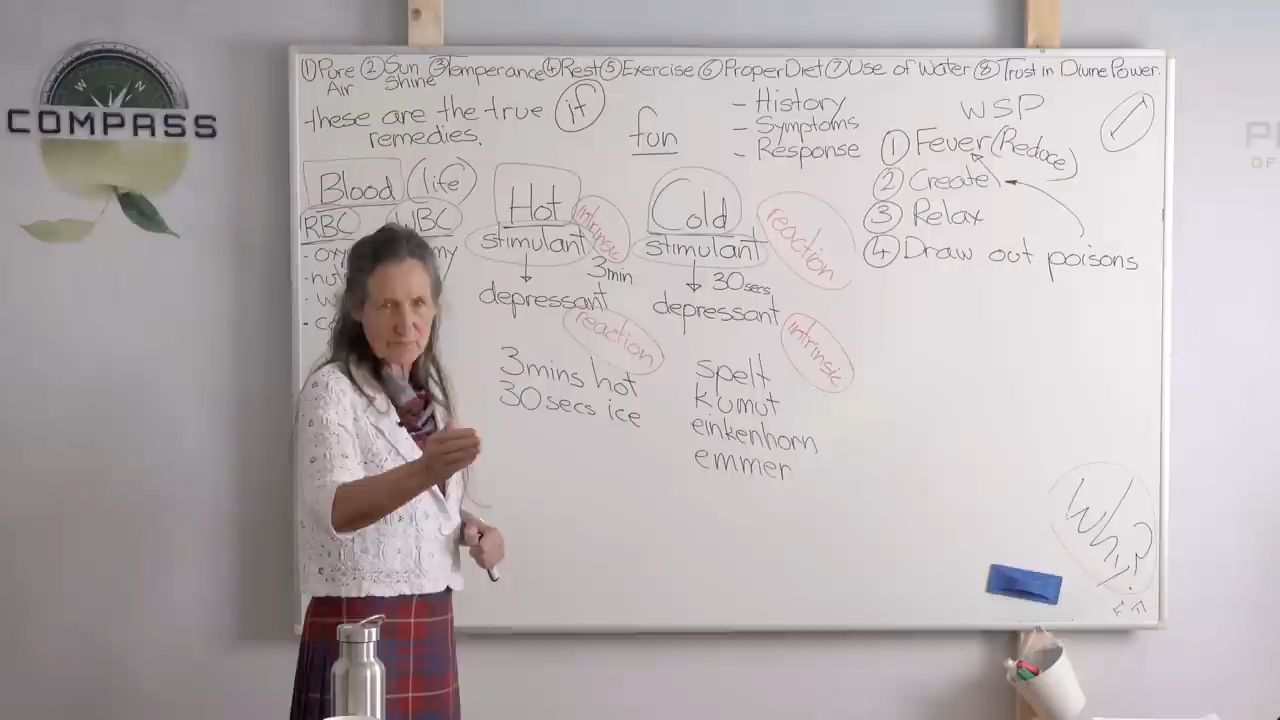 W N
COMPASS
① Pure Air ② Sun Shine ③ Temperance ④ Rest ⑤ Exercise ⑥ Proper Diet ⑦ Use of Water ⑧ Trust in Divine Power.
these are the true
remedies.
if
fun
- History
- Symptoms
- Response
WSP
① Fever (Reduce)
② Create
③ Relax
④ Draw out poisons
Blood (life)
RBC WBC
Hot
intrinsic
stimulant
3min
depressant
reaction
3mins hot
30secs ice
Cold
reaction
stimulant
30secs
depressant
intrinsic
spelt
kumut
einkenhorn
emmer
Why?
P
OF